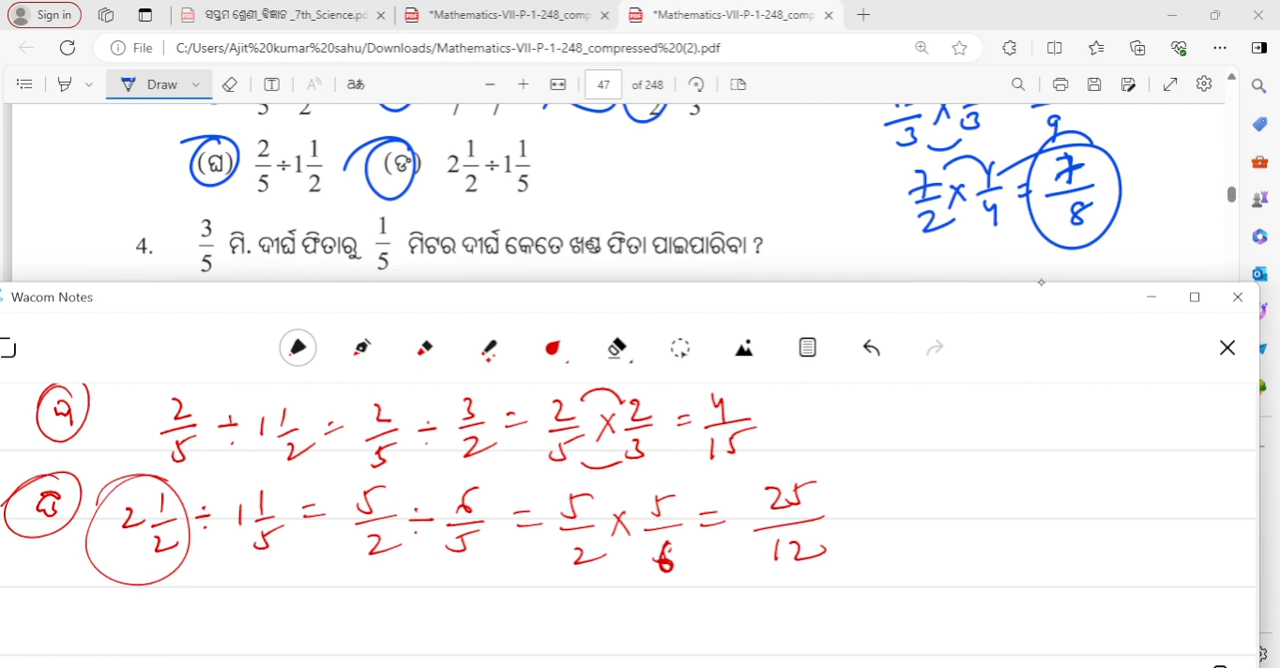 Sign in ସପ୍ତମ ଶ୍ରେଣୀ_ବିଜ୍ଞାନ _7th_Science.pd *Mathematics-VII-P-1-248_comp *Mathematics-VII-P-1-248_comp
File C:/Users/Ajit%20kumar%20sahu/Downloads/Mathematics-VII-P-1-248_compressed%20(2).pdf
Draw 47 of 248
(ଘ) 2/5 ÷ 1 1/2 (ଙ) 2 1/2 ÷ 1 1/5
7/2 × 1/4 = 7/8
4. 3/5 ମି. ଦୀର୍ଘ ଫିତାରୁ 1/5 ମିଟର ଦୀର୍ଘ କେତେ ଖଣ୍ଡ ଫିତା ପାଇପାରିବା ?
Wacom Notes
ଘ 2/5 ÷ 1 1/2 = 2/5 ÷ 3/2 = 2/5 × 2/3 = 4/15
ଙ 2 1/2 ÷ 1 1/5 = 5/2 ÷ 6/5 = 5/2 × 5/6 = 25/12